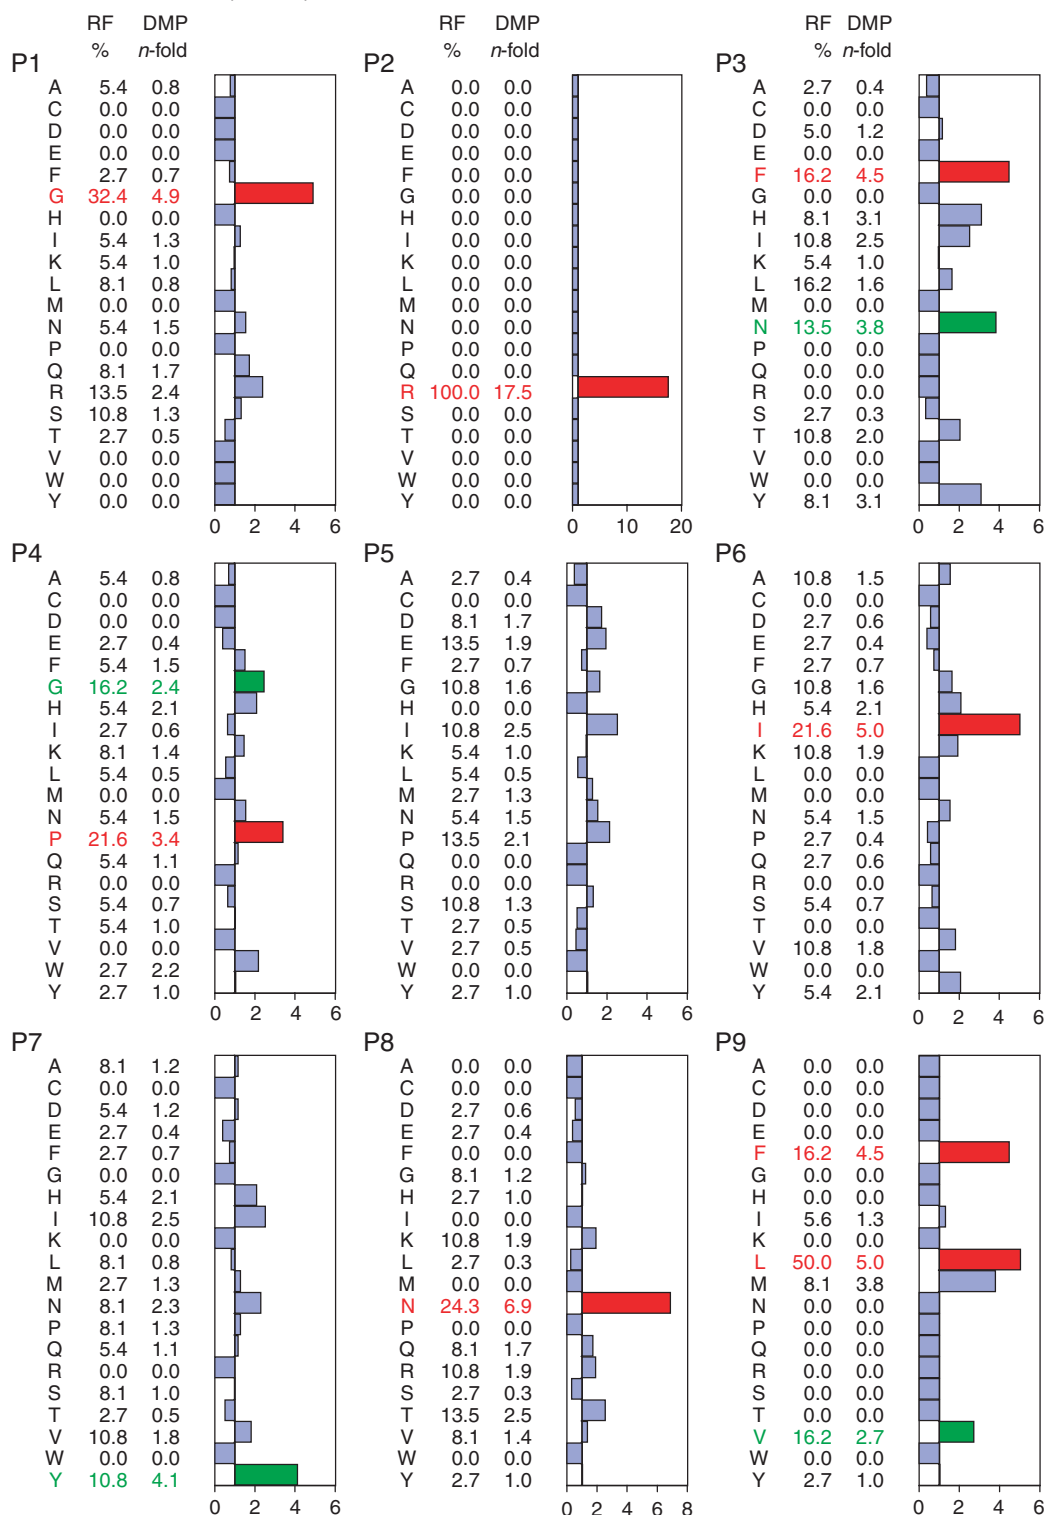 RF DMP RF DMP RF DMP
% n-fold % n-fold % n-fold
P1 P2 P3
A 5.4 0.8 A 0.0 0.0 A 2.7 0.4
C 0.0 0.0 C 0.0 0.0 C 0.0 0.0
D 0.0 0.0 D 0.0 0.0 D 5.0 1.2
E 0.0 0.0 E 0.0 0.0 E 0.0 0.0
F 2.7 0.7 F 0.0 0.0 F 16.2 4.5
G 32.4 4.9 G 0.0 0.0 G 0.0 0.0
H 0.0 0.0 H 0.0 0.0 H 8.1 3.1
I 5.4 1.3 I 0.0 0.0 I 10.8 2.5
K 5.4 1.0 K 0.0 0.0 K 5.4 1.0
L 8.1 0.8 L 0.0 0.0 L 16.2 1.6
M 0.0 0.0 M 0.0 0.0 M 0.0 0.0
N 5.4 1.5 N 0.0 0.0 N 13.5 3.8
P 0.0 0.0 P 0.0 0.0 P 0.0 0.0
Q 8.1 1.7 Q 0.0 0.0 Q 0.0 0.0
R 13.5 2.4 R 100.0 17.5 R 0.0 0.0
S 10.8 1.3 S 0.0 0.0 S 2.7 0.3
T 2.7 0.5 T 0.0 0.0 T 10.8 2.0
V 0.0 0.0 V 0.0 0.0 V 0.0 0.0
W 0.0 0.0 W 0.0 0.0 W 0.0 0.0
Y 0.0 0.0 Y 0.0 0.0 Y 8.1 3.1
0 2 4 6 0 10 20 0 2 4 6
P4 P5 P6
A 5.4 0.8 A 2.7 0.4 A 10.8 1.5
C 0.0 0.0 C 0.0 0.0 C 0.0 0.0
D 0.0 0.0 D 8.1 1.7 D 2.7 0.6
E 2.7 0.4 E 13.5 1.9 E 2.7 0.4
F 5.4 1.5 F 2.7 0.7 F 2.7 0.7
G 16.2 2.4 G 10.8 1.6 G 10.8 1.6
H 5.4 2.1 H 0.0 0.0 H 5.4 2.1
I 2.7 0.6 I 10.8 2.5 I 21.6 5.0
K 8.1 1.4 K 5.4 1.0 K 10.8 1.9
L 5.4 0.5 L 5.4 0.5 L 0.0 0.0
M 0.0 0.0 M 2.7 1.3 M 0.0 0.0
N 5.4 1.5 N 5.4 1.5 N 5.4 1.5
P 21.6 3.4 P 13.5 2.1 P 2.7 0.4
Q 5.4 1.1 Q 0.0 0.0 Q 2.7 0.6
R 0.0 0.0 R 0.0 0.0 R 0.0 0.0
S 5.4 0.7 S 10.8 1.3 S 5.4 0.7
T 5.4 1.0 T 2.7 0.5 T 0.0 0.0
V 0.0 0.0 V 2.7 0.5 V 10.8 1.8
W 2.7 2.2 W 0.0 0.0 W 0.0 0.0
Y 2.7 1.0 Y 2.7 1.0 Y 5.4 2.1
0 2 4 6 0 2 4 6 0 2 4 6
P7 P8 P9
A 8.1 1.2 A 0.0 0.0 A 0.0 0.0
C 0.0 0.0 C 0.0 0.0 C 0.0 0.0
D 5.4 1.2 D 2.7 0.6 D 0.0 0.0
E 2.7 0.4 E 2.7 0.4 E 0.0 0.0
F 2.7 0.7 F 0.0 0.0 F 16.2 4.5
G 0.0 0.0 G 8.1 1.2 G 0.0 0.0
H 5.4 2.1 H 2.7 1.0 H 0.0 0.0
I 10.8 2.5 I 0.0 0.0 I 5.6 1.3
K 0.0 0.0 K 10.8 1.9 K 0.0 0.0
L 8.1 0.8 L 2.7 0.3 L 50.0 5.0
M 2.7 1.3 M 0.0 0.0 M 8.1 3.8
N 8.1 2.3 N 24.3 6.9 N 0.0 0.0
P 8.1 1.3 P 0.0 0.0 P 0.0 0.0
Q 5.4 1.1 Q 8.1 1.7 Q 0.0 0.0
R 0.0 0.0 R 10.8 1.9 R 0.0 0.0
S 8.1 1.0 S 2.7 0.3 S 0.0 0.0
T 2.7 0.5 T 13.5 2.5 T 0.0 0.0
V 10.8 1.8 V 8.1 1.4 V 16.2 2.7
W 0.0 0.0 W 0.0 0.0 W 0.0 0.0
Y 10.8 4.1 Y 2.7 1.0 Y 2.7 1.0
0 2 4 6 0 2 4 6 8 0 2 4 6